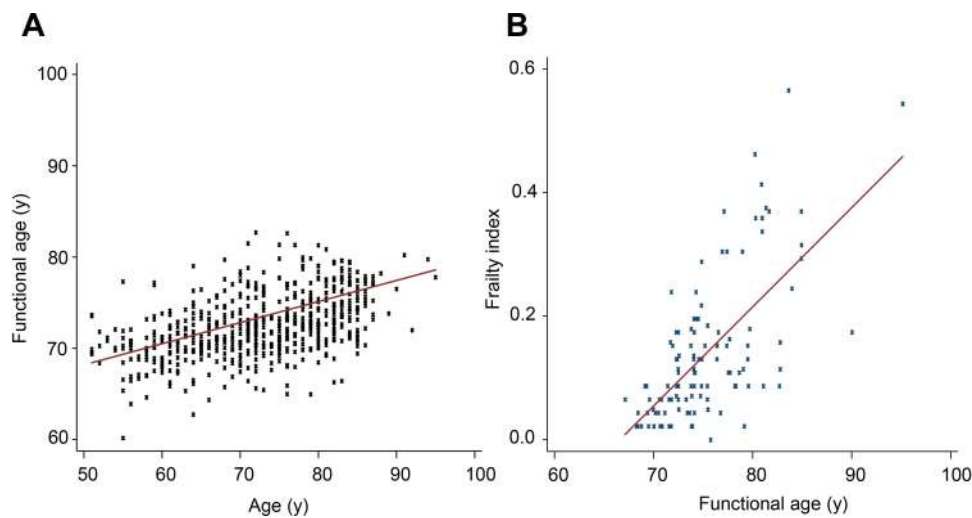 A
100
90
80
70
60
Functional age (y)
50 60 70 80 90 100
Age (y)
B
0.6
0.4
0.2
0.0
Frailty index
60 70 80 90 100
Functional age (y)